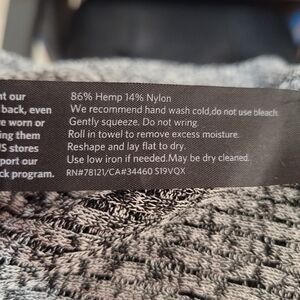 nt our
back, even
re worn or
ing them
S stores
port our
ck program.
86% Hemp 14% Nylon
We recommend hand wash cold,do not use bleach.
Gently squeeze. Do not wring.
Roll in towel to remove excess moisture.
Reshape and lay flat to dry.
Use low iron if needed.May be dry cleaned.
RN#78121/CA#34460 S19VQX